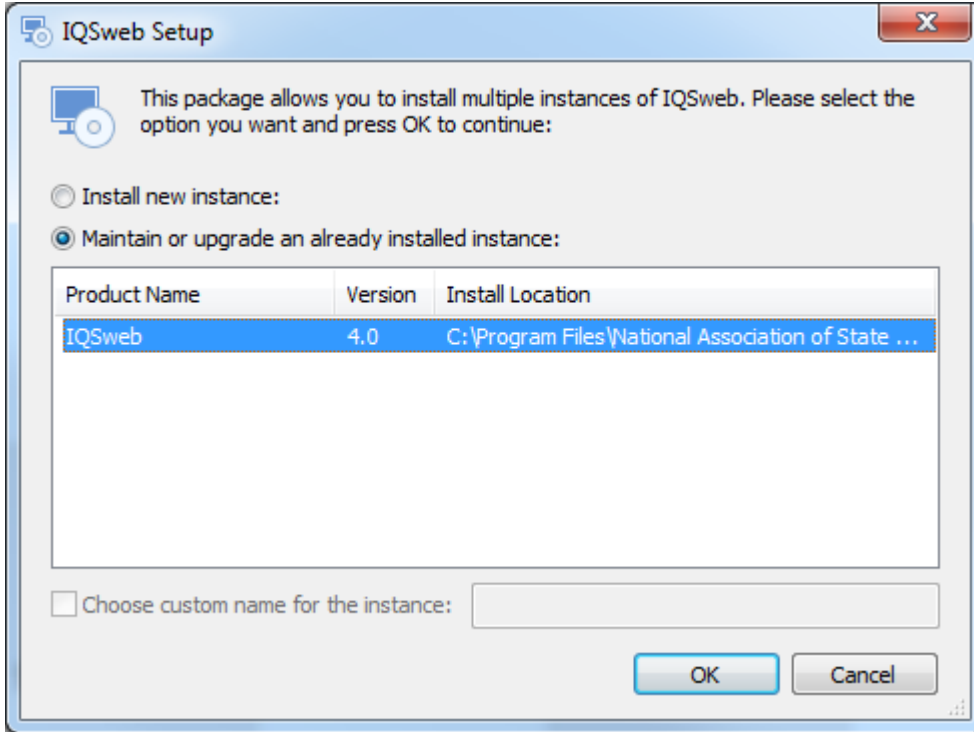 IQSweb Setup
This package allows you to install multiple instances of IQSweb. Please select the
option you want and press OK to continue:
Install new instance:
Maintain or upgrade an already installed instance:
Product Name Version Install Location
IQSweb 4.0 C:\Program Files\National Association of State ...
Choose custom name for the instance:
OK Cancel